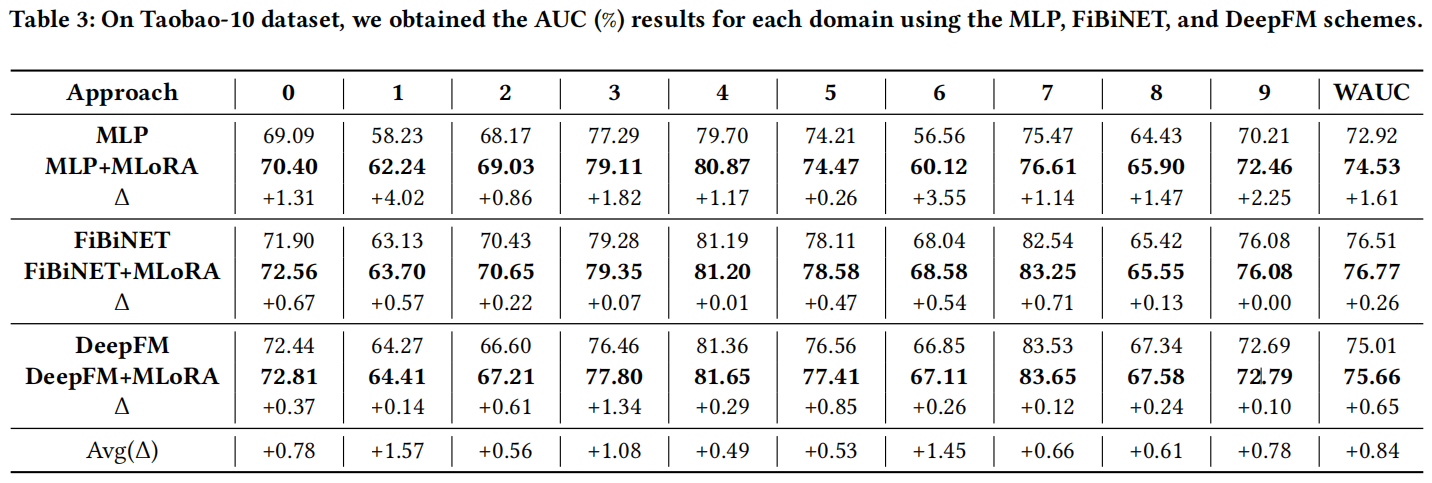 Table 3: On Taobao-10 dataset, we obtained the AUC (%) results for each domain using the MLP, FiBiNET, and DeepFM schemes.
Approach 0 1 2 3 4 5 6 7 8 9 WAUC
MLP 69.09 58.23 68.17 77.29 79.70 74.21 56.56 75.47 64.43 70.21 72.92
MLP+MLoRA 70.40 62.24 69.03 79.11 80.87 74.47 60.12 76.61 65.90 72.46 74.53
Δ +1.31 +4.02 +0.86 +1.82 +1.17 +0.26 +3.55 +1.14 +1.47 +2.25 +1.61
FiBiNET 71.90 63.13 70.43 79.28 81.19 78.11 68.04 82.54 65.42 76.08 76.51
FiBiNET+MLoRA 72.56 63.70 70.65 79.35 81.20 78.58 68.58 83.25 65.55 76.08 76.77
Δ +0.67 +0.57 +0.22 +0.07 +0.01 +0.47 +0.54 +0.71 +0.13 +0.00 +0.26
DeepFM 72.44 64.27 66.60 76.46 81.36 76.56 66.85 83.53 67.34 72.69 75.01
DeepFM+MLoRA 72.81 64.41 67.21 77.80 81.65 77.41 67.11 83.65 67.58 72.79 75.66
Δ +0.37 +0.14 +0.61 +1.34 +0.29 +0.85 +0.26 +0.12 +0.24 +0.10 +0.65
Avg(Δ) +0.78 +1.57 +0.56 +1.08 +0.49 +0.53 +1.45 +0.66 +0.61 +0.78 +0.84